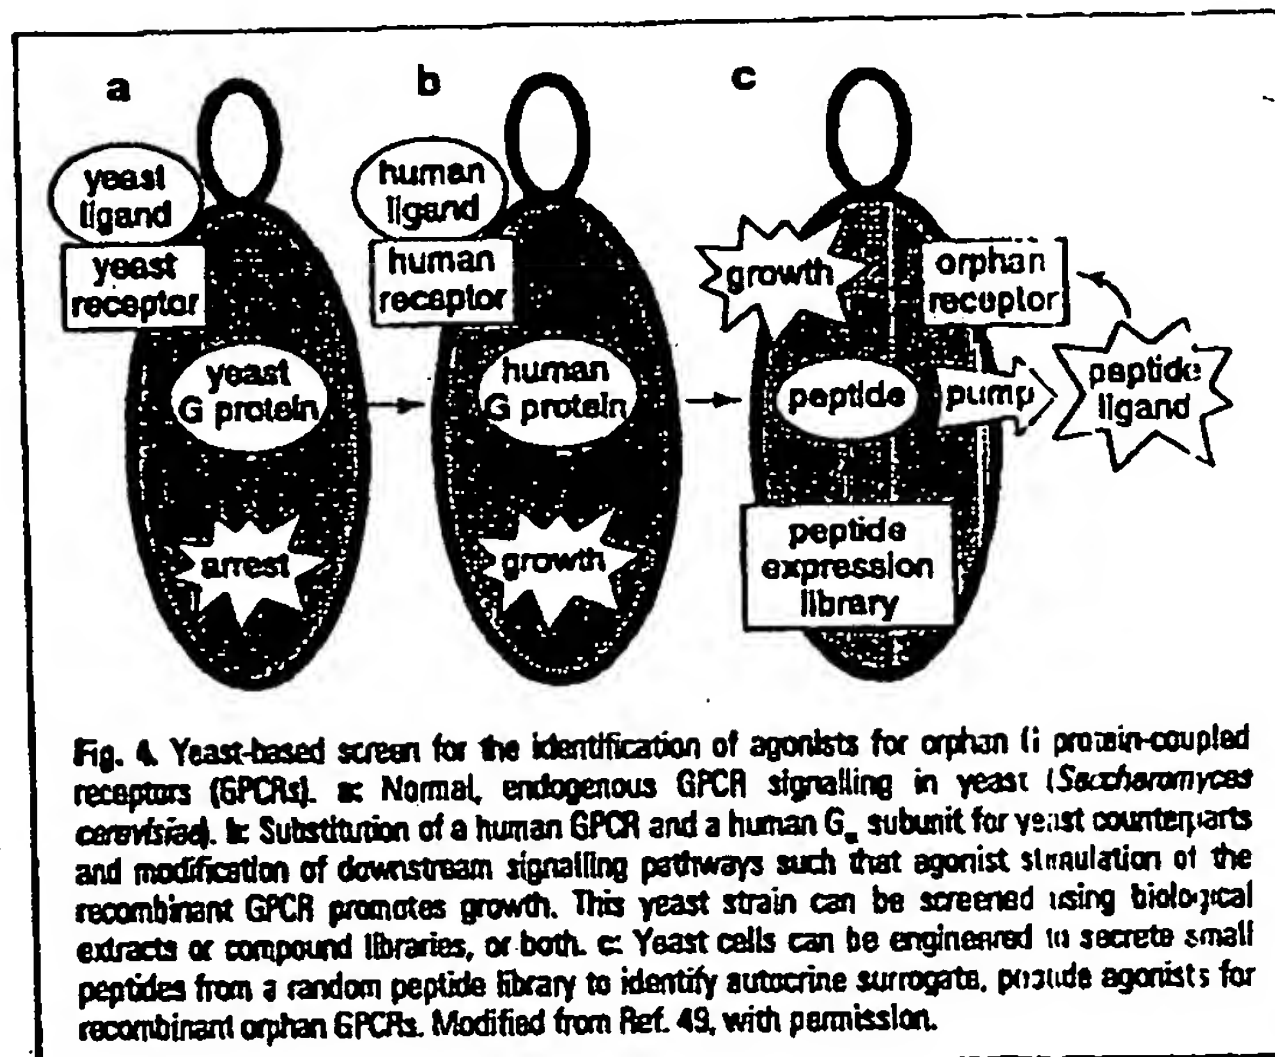 a
b
c
yeast
ligand
yeast
receptor
yeast
G protein
arrest
human
ligand
human
receptor
human
G protein
growth
growth
orphan
receptor
peptide
pump
peptide
ligand
peptide
expression
library
Fig. 4. Yeast-based screen for the identification of agonists for orphan G protein-coupled
receptors (GPCRs). a: Normal, endogenous GPCR signalling in yeast (Saccharomyces
cerevisiae). b: Substitution of a human GPCR and a human G subunit for yeast counterparts
and modification of downstream signalling pathways such that agonist stimulation of the
recombinant GPCR promotes growth. This yeast strain can be screened using biological
extracts or compound libraries, or both. c: Yeast cells can be engineered to secrete small
peptides from a random peptide library to identify autocrine surrogate, peptide agonists for
recombinant orphan GPCRs. Modified from Ref. 49, with permission.